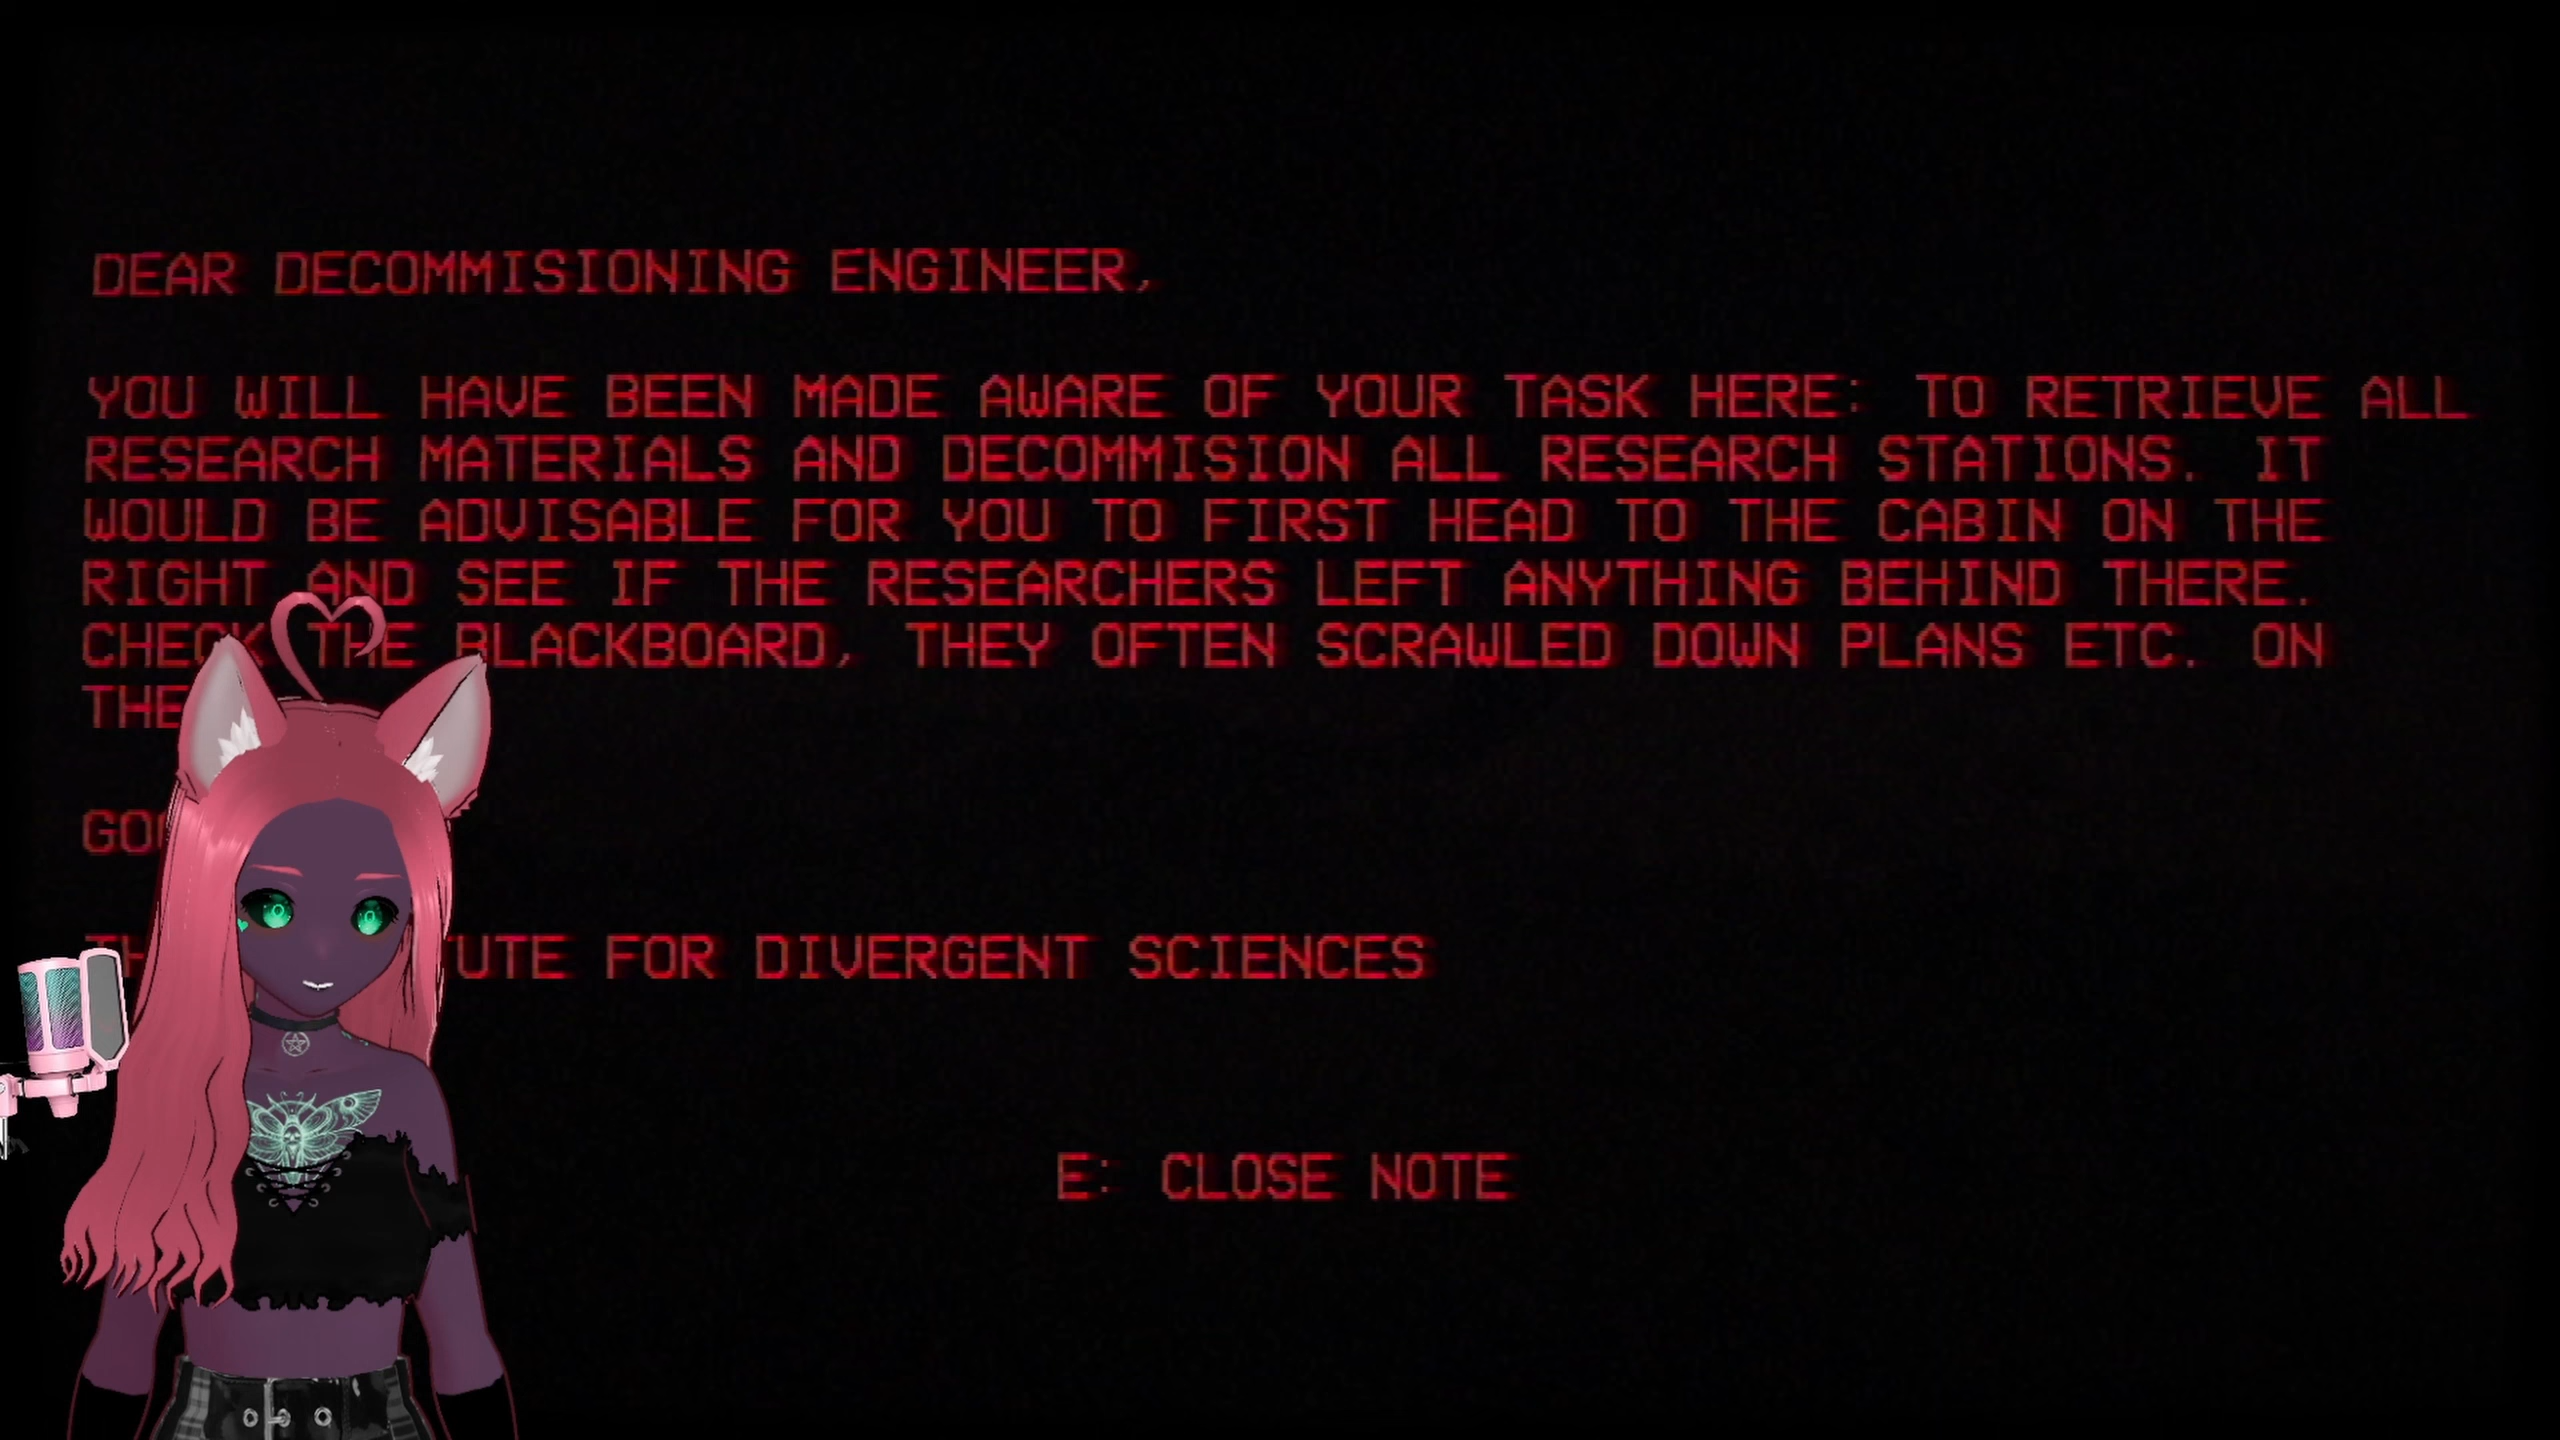 DEAR DECOMMISIONING ENGINEER,
YOU WILL HAVE BEEN MADE AWARE OF YOUR TASK HERE: TO RETRIEVE ALL
RESEARCH MATERIALS AND DECOMMISION ALL RESEARCH STATIONS. IT
WOULD BE ADVISABLE FOR YOU TO FIRST HEAD TO THE CABIN ON THE
RIGHT AND SEE IF THE RESEARCHERS LEFT ANYTHING BEHIND THERE.
CHECK THE BLACKBOARD, THEY OFTEN SCRAWLED DOWN PLANS ETC. ON
THE
FOR DIVERGENT SCIENCES
E: CLOSE NOTE